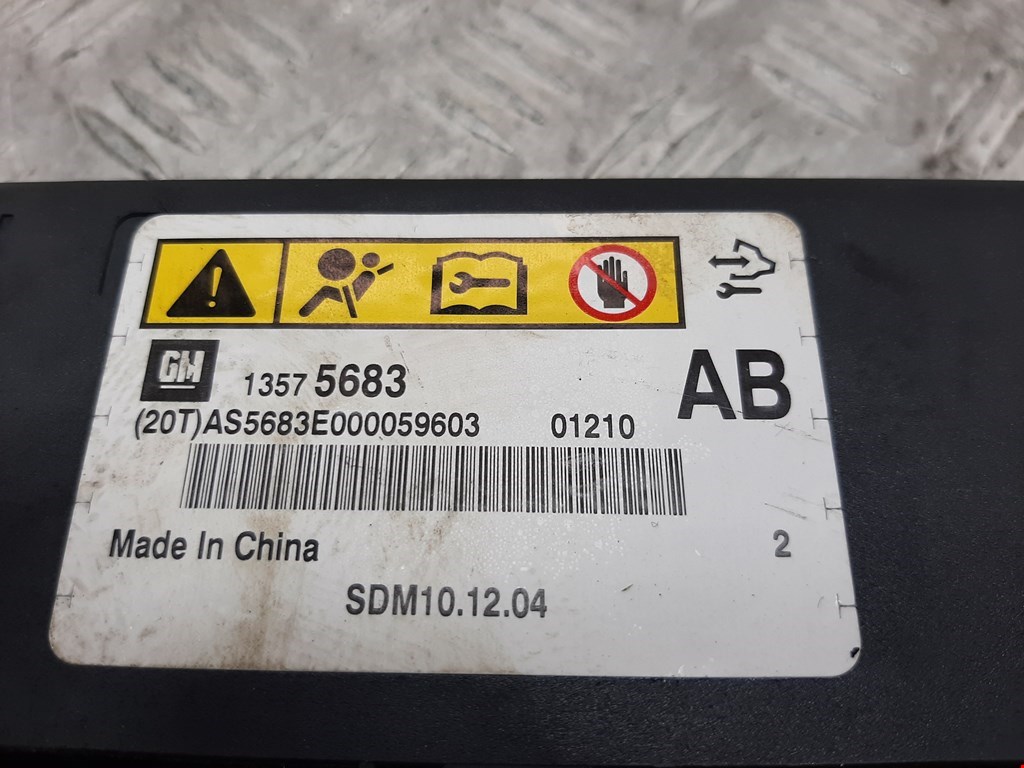 GM 1357 5683 AB
(20T)AS5683E000059603 01210
Made In China 2
SDM10.12.04